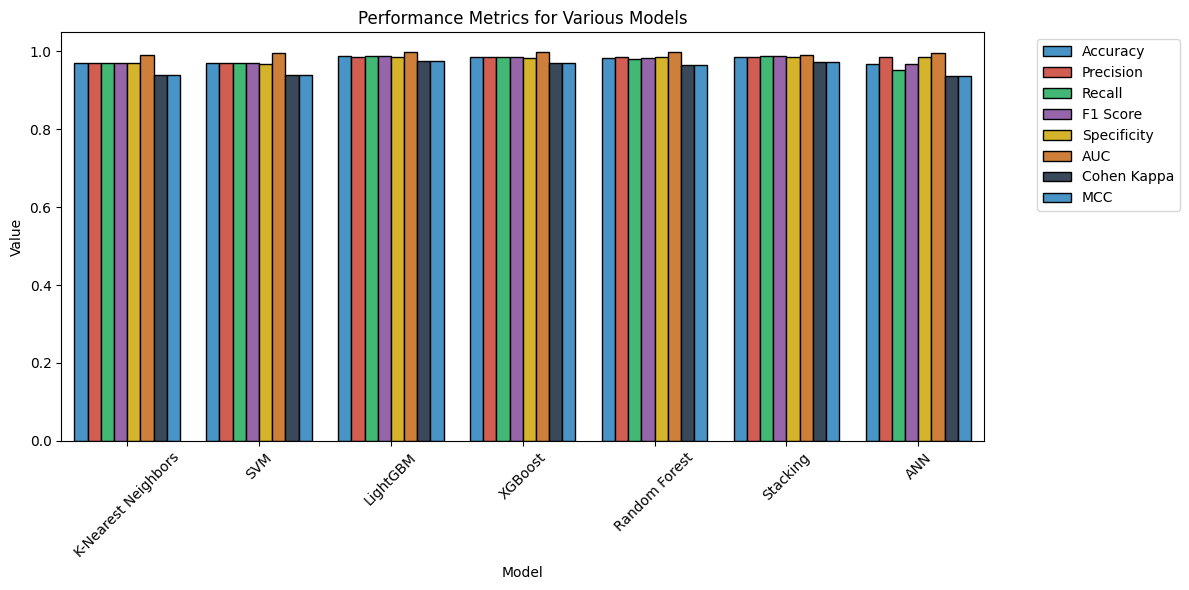 Performance Metrics for Various Models
Value
1.0
0.8
0.6
0.4
0.2
0.0
K-Nearest Neighbors
SVM
LightGBM
XGBoost
Random Forest
Stacking
ANN
Model
Accuracy
Precision
Recall
F1 Score
Specificity
AUC
Cohen Kappa
MCC